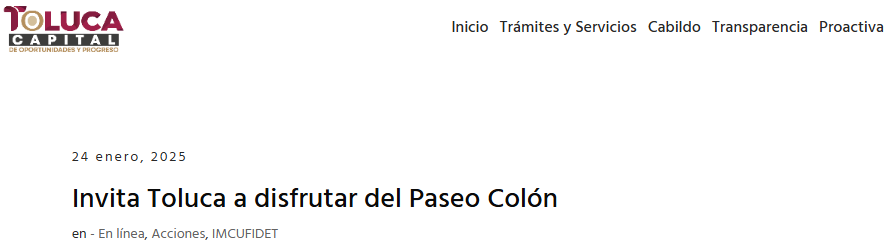 TOLUCA
CAPITAL
DE OPORTUNIDADES Y PROGRESO
Inicio Trámites y Servicios Cabildo Transparencia Proactiva
24 enero, 2025
Invita Toluca a disfrutar del Paseo Colón
en - En línea, Acciones, IMCUFIDET